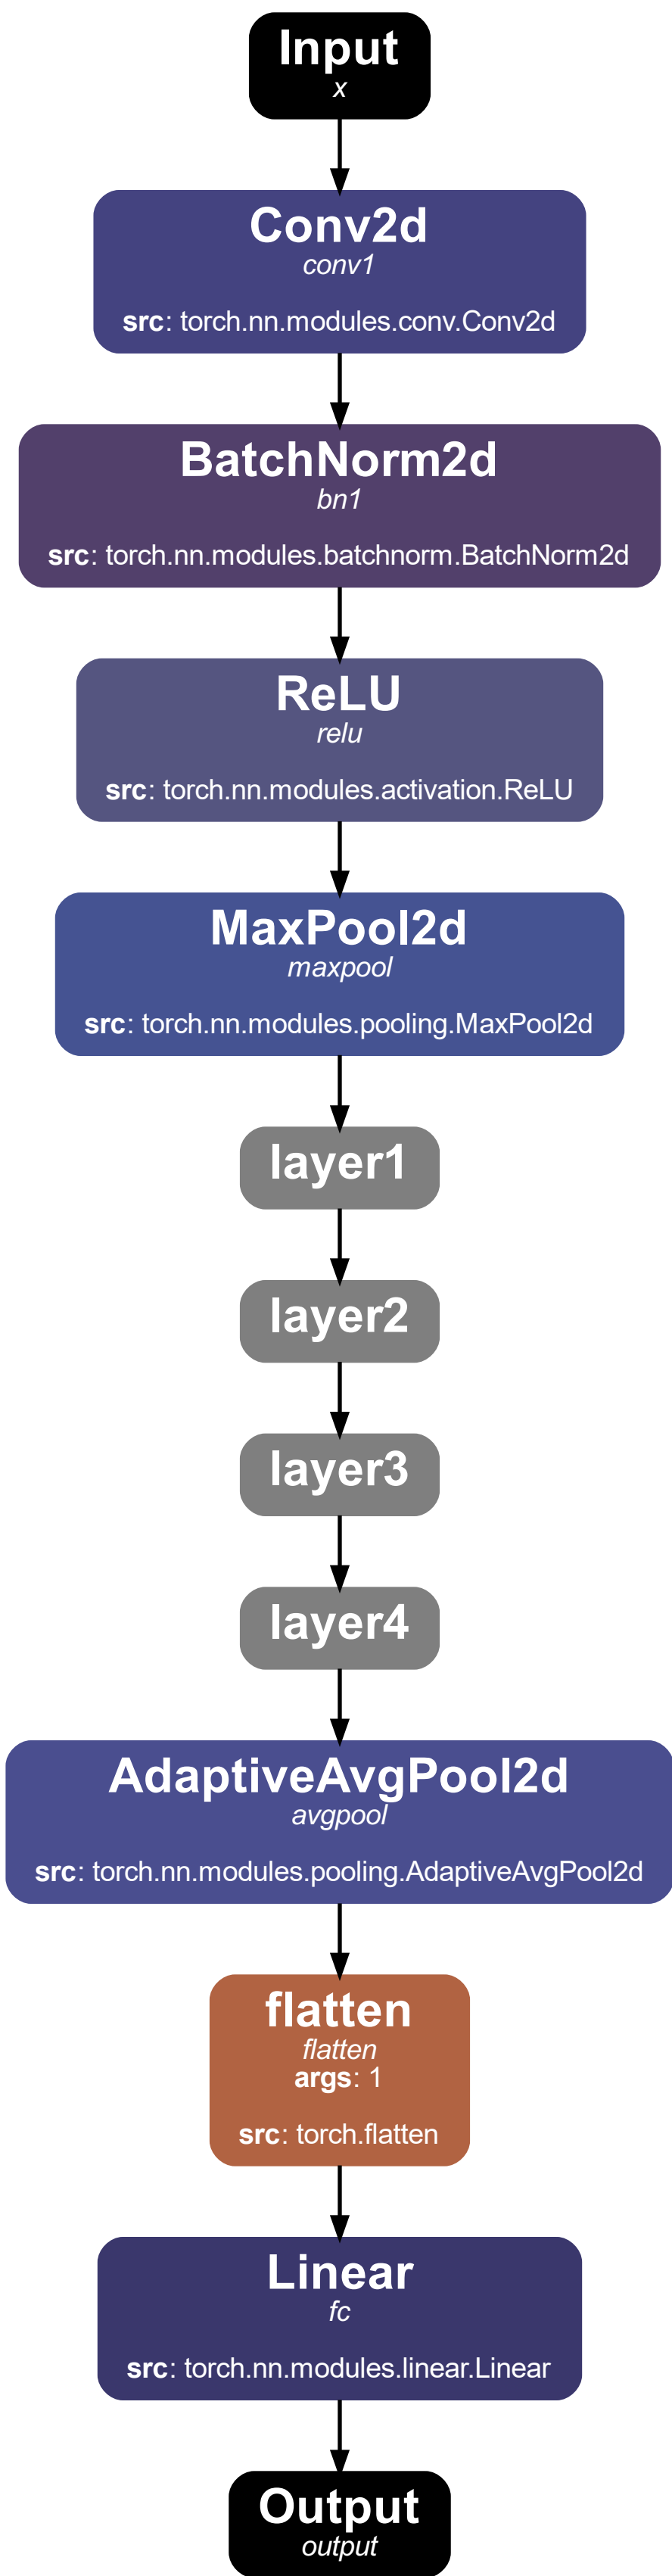 Input
x
Conv2d
conv1
src: torch.nn.modules.conv.Conv2d
BatchNorm2d
bn1
src: torch.nn.modules.batchnorm.BatchNorm2d
ReLU
relu
src: torch.nn.modules.activation.ReLU
MaxPool2d
maxpool
src: torch.nn.modules.pooling.MaxPool2d
layer1
layer2
layer3
layer4
AdaptiveAvgPool2d
avgpool
src: torch.nn.modules.pooling.AdaptiveAvgPool2d
flatten
flatten
args: 1
src: torch.flatten
Linear
fc
src: torch.nn.modules.linear.Linear
Output
output